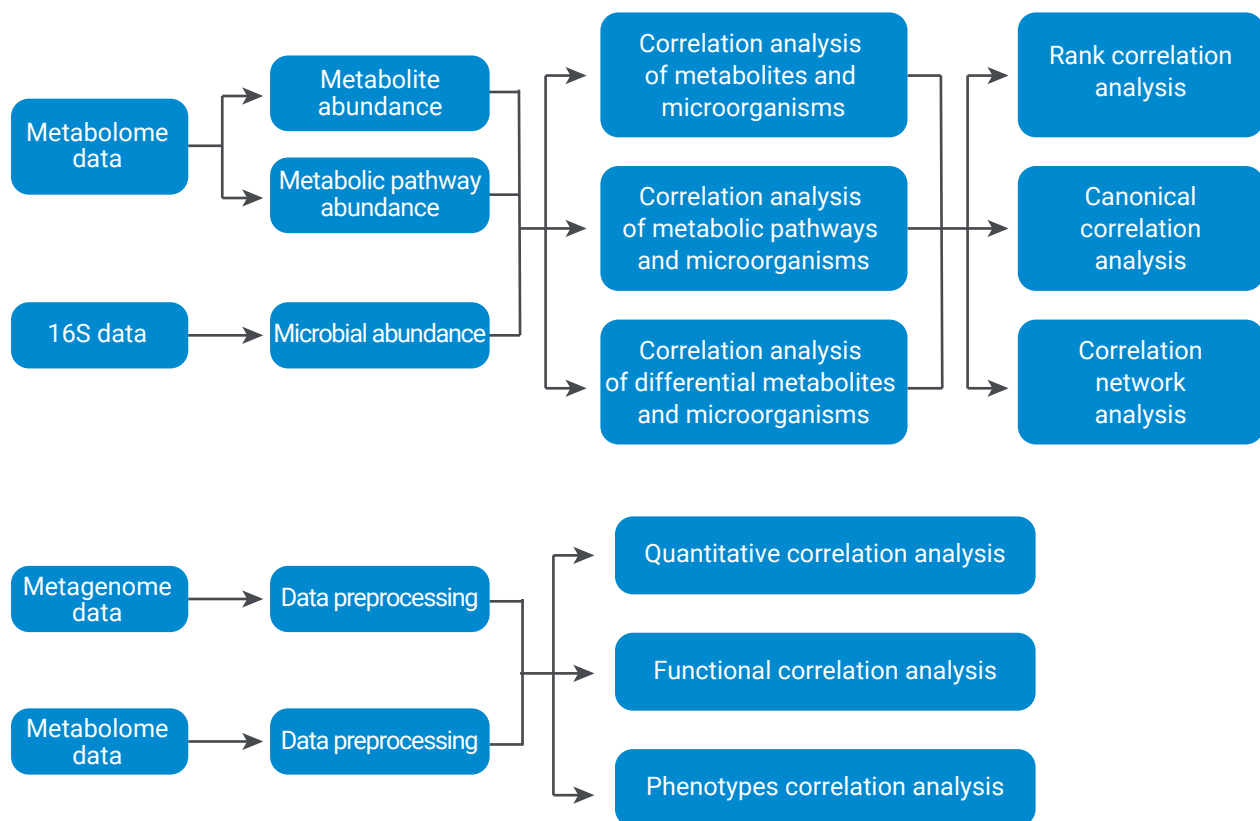 Metabolome
data
Metabolite
abundance
Metabolic pathway
abundance
16S data
Microbial abundance
Correlation analysis
of metabolites and
microorganisms
Correlation analysis
of metabolic pathways
and microorganisms
Correlation analysis
of differential metabolites
and microorganisms
Rank correlation
analysis
Canonical
correlation
analysis
Correlation
network
analysis
Metagenome
data
Data preprocessing
Metabolome
data
Data preprocessing
Quantitative correlation analysis
Functional correlation analysis
Phenotypes correlation analysis